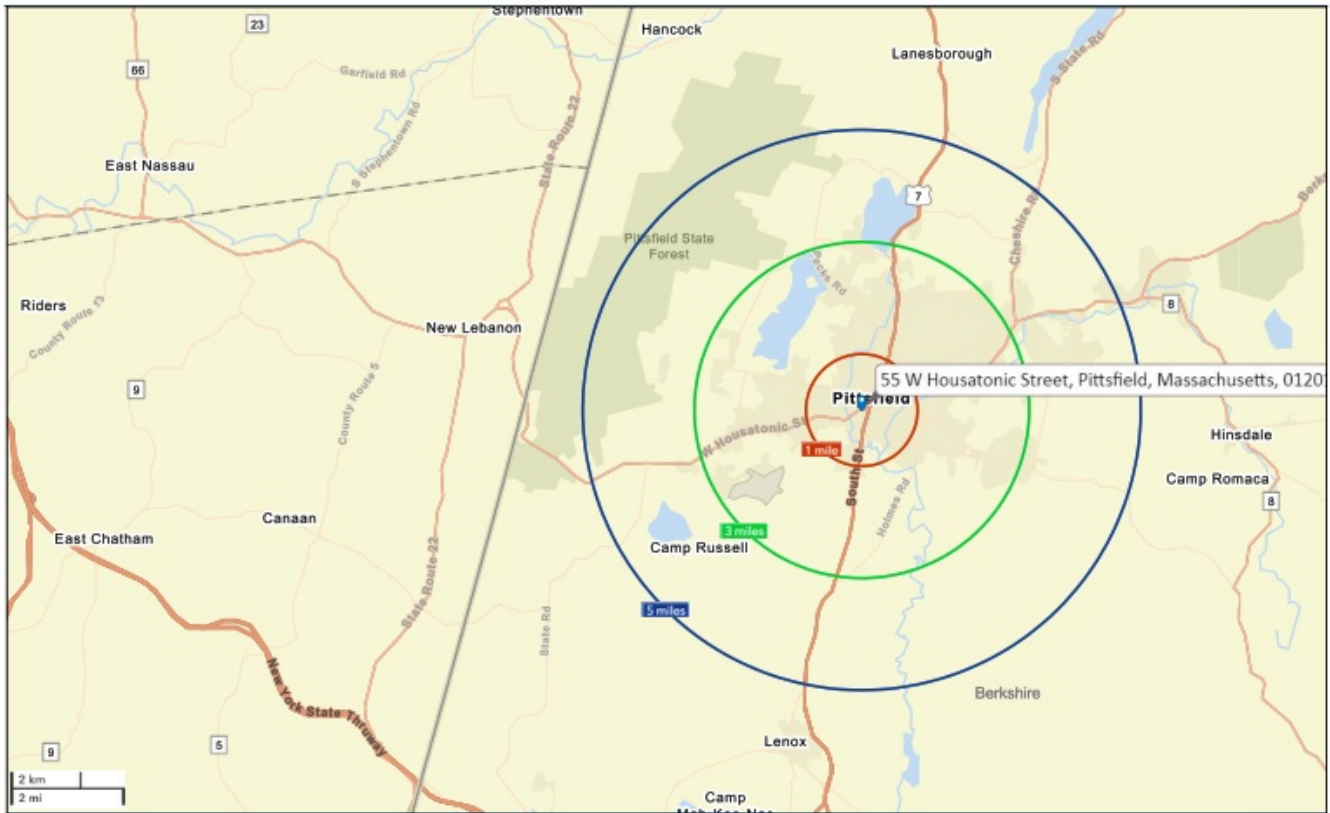 Stephentown
23
Hancock
Lanesborough
S State Rd
66
Garfield Rd
State Route 22
S Stephentown Rd
East Nassau
Berks
7
Cheshire Rd
Pittsfield State
Forest
Pecks Rd
Riders
County Route 13
New Lebanon
8
9
County Route 5
55 W Housatonic Street, Pittsfield, Massachusetts, 01201
Pittsfield
W Housatonic St
1 mile
Hinsdale
Camp Romaca
South St
Holmes Rd
8
Canaan
East Chatham
3 miles
Camp Russell
State Route 22
5 miles
State Rd
New York State Thruway
Berkshire
Lenox
9
5
2 km
2 mi
Camp